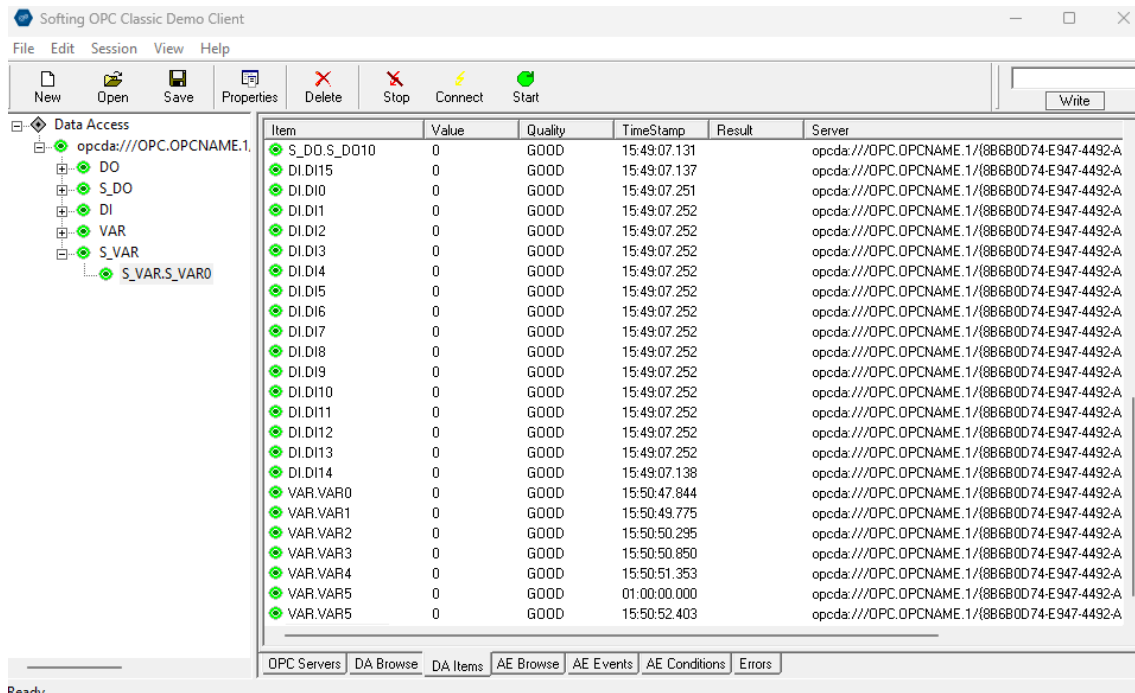 Softing OPC Classic Demo Client
File Edit Session View Help
New Open Save Properties Delete Stop Connect Start Write
Data Access
opcda:///OPC.OPCNAME.1/
DO
S_DO
DI
VAR
S_VAR
S_VAR.S_VAR0
Item Value Quality TimeStamp Result Server
S_DO.S_DO10 0 GOOD 15:49:07.131 opcda:///OPC.OPCNAME.1/{8B6B0D74-E947-4492-A
DI.DI15 0 GOOD 15:49:07.137 opcda:///OPC.OPCNAME.1/{8B6B0D74-E947-4492-A
DI.DI0 0 GOOD 15:49:07.251 opcda:///OPC.OPCNAME.1/{8B6B0D74-E947-4492-A
DI.DI1 0 GOOD 15:49:07.252 opcda:///OPC.OPCNAME.1/{8B6B0D74-E947-4492-A
DI.DI2 0 GOOD 15:49:07.252 opcda:///OPC.OPCNAME.1/{8B6B0D74-E947-4492-A
DI.DI3 0 GOOD 15:49:07.252 opcda:///OPC.OPCNAME.1/{8B6B0D74-E947-4492-A
DI.DI4 0 GOOD 15:49:07.252 opcda:///OPC.OPCNAME.1/{8B6B0D74-E947-4492-A
DI.DI5 0 GOOD 15:49:07.252 opcda:///OPC.OPCNAME.1/{8B6B0D74-E947-4492-A
DI.DI6 0 GOOD 15:49:07.252 opcda:///OPC.OPCNAME.1/{8B6B0D74-E947-4492-A
DI.DI7 0 GOOD 15:49:07.252 opcda:///OPC.OPCNAME.1/{8B6B0D74-E947-4492-A
DI.DI8 0 GOOD 15:49:07.252 opcda:///OPC.OPCNAME.1/{8B6B0D74-E947-4492-A
DI.DI9 0 GOOD 15:49:07.252 opcda:///OPC.OPCNAME.1/{8B6B0D74-E947-4492-A
DI.DI10 0 GOOD 15:49:07.252 opcda:///OPC.OPCNAME.1/{8B6B0D74-E947-4492-A
DI.DI11 0 GOOD 15:49:07.252 opcda:///OPC.OPCNAME.1/{8B6B0D74-E947-4492-A
DI.DI12 0 GOOD 15:49:07.252 opcda:///OPC.OPCNAME.1/{8B6B0D74-E947-4492-A
DI.DI13 0 GOOD 15:49:07.252 opcda:///OPC.OPCNAME.1/{8B6B0D74-E947-4492-A
DI.DI14 0 GOOD 15:49:07.138 opcda:///OPC.OPCNAME.1/{8B6B0D74-E947-4492-A
VAR.VAR0 0 GOOD 15:50:47.844 opcda:///OPC.OPCNAME.1/{8B6B0D74-E947-4492-A
VAR.VAR1 0 GOOD 15:50:49.775 opcda:///OPC.OPCNAME.1/{8B6B0D74-E947-4492-A
VAR.VAR2 0 GOOD 15:50:50.295 opcda:///OPC.OPCNAME.1/{8B6B0D74-E947-4492-A
VAR.VAR3 0 GOOD 15:50:50.850 opcda:///OPC.OPCNAME.1/{8B6B0D74-E947-4492-A
VAR.VAR4 0 GOOD 15:50:51.353 opcda:///OPC.OPCNAME.1/{8B6B0D74-E947-4492-A
VAR.VAR5 0 GOOD 01:00:00.000 opcda:///OPC.OPCNAME.1/{8B6B0D74-E947-4492-A
VAR.VAR5 0 GOOD 15:50:52.403 opcda:///OPC.OPCNAME.1/{8B6B0D74-E947-4492-A
OPC Servers DA Browse DA Items AE Browse AE Events AE Conditions Errors
Ready